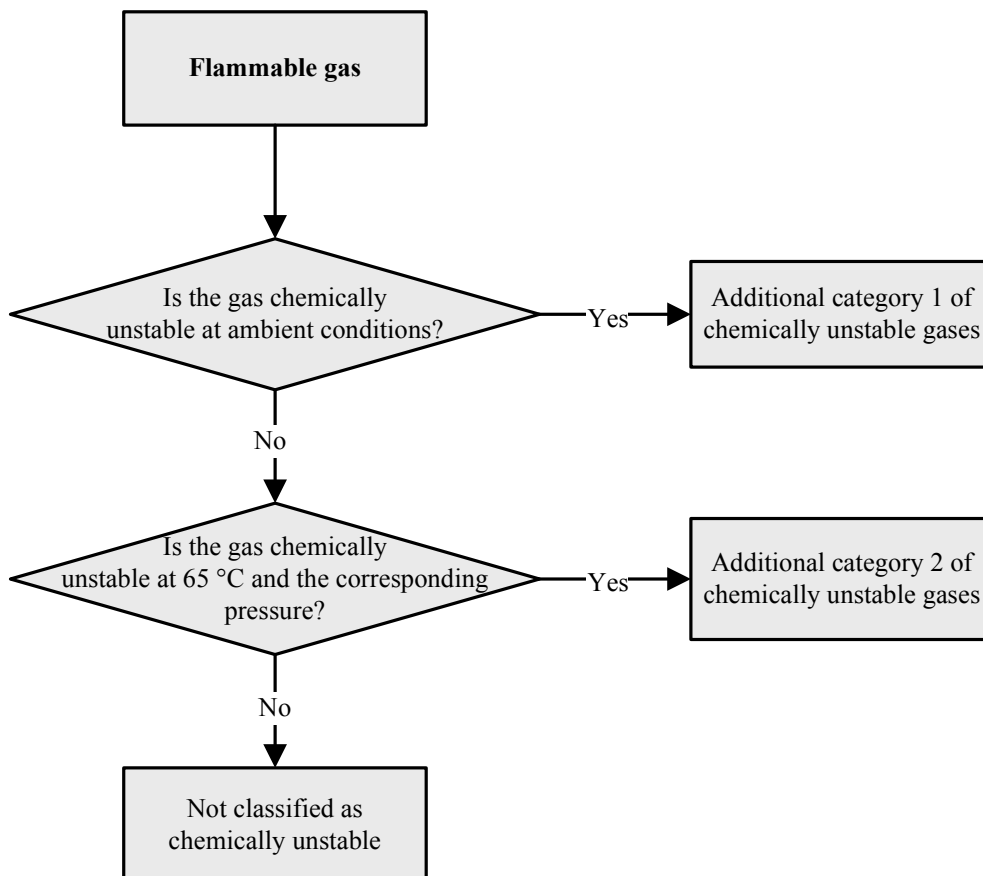 Flammable gas
Is the gas chemically
unstable at ambient conditions?
Yes
Additional category 1 of
chemically unstable gases
No
Is the gas chemically
unstable at 65 °C and the corresponding
pressure?
Yes
Additional category 2 of
chemically unstable gases
No
Not classified as
chemically unstable